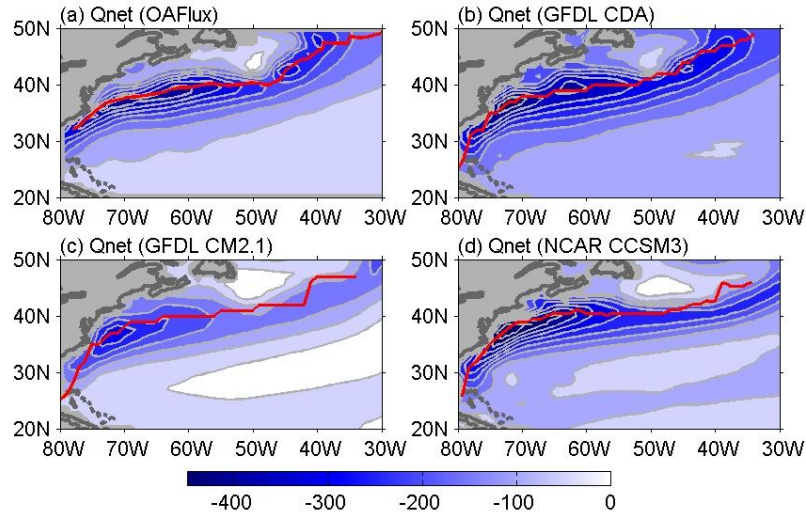 (a) Qnet (OAFlux)
(b) Qnet (GFDL CDA)
50N
40N
30N
20N
80W 70W 60W 50W 40W 30W
50N
40N
30N
20N
80W 70W 60W 50W 40W 30W
(c) Qnet (GFDL CM2.1)
(d) Qnet (NCAR CCSM3)
50N
40N
30N
20N
80W 70W 60W 50W 40W 30W
50N
40N
30N
20N
80W 70W 60W 50W 40W 30W
-400 -300 -200 -100 0